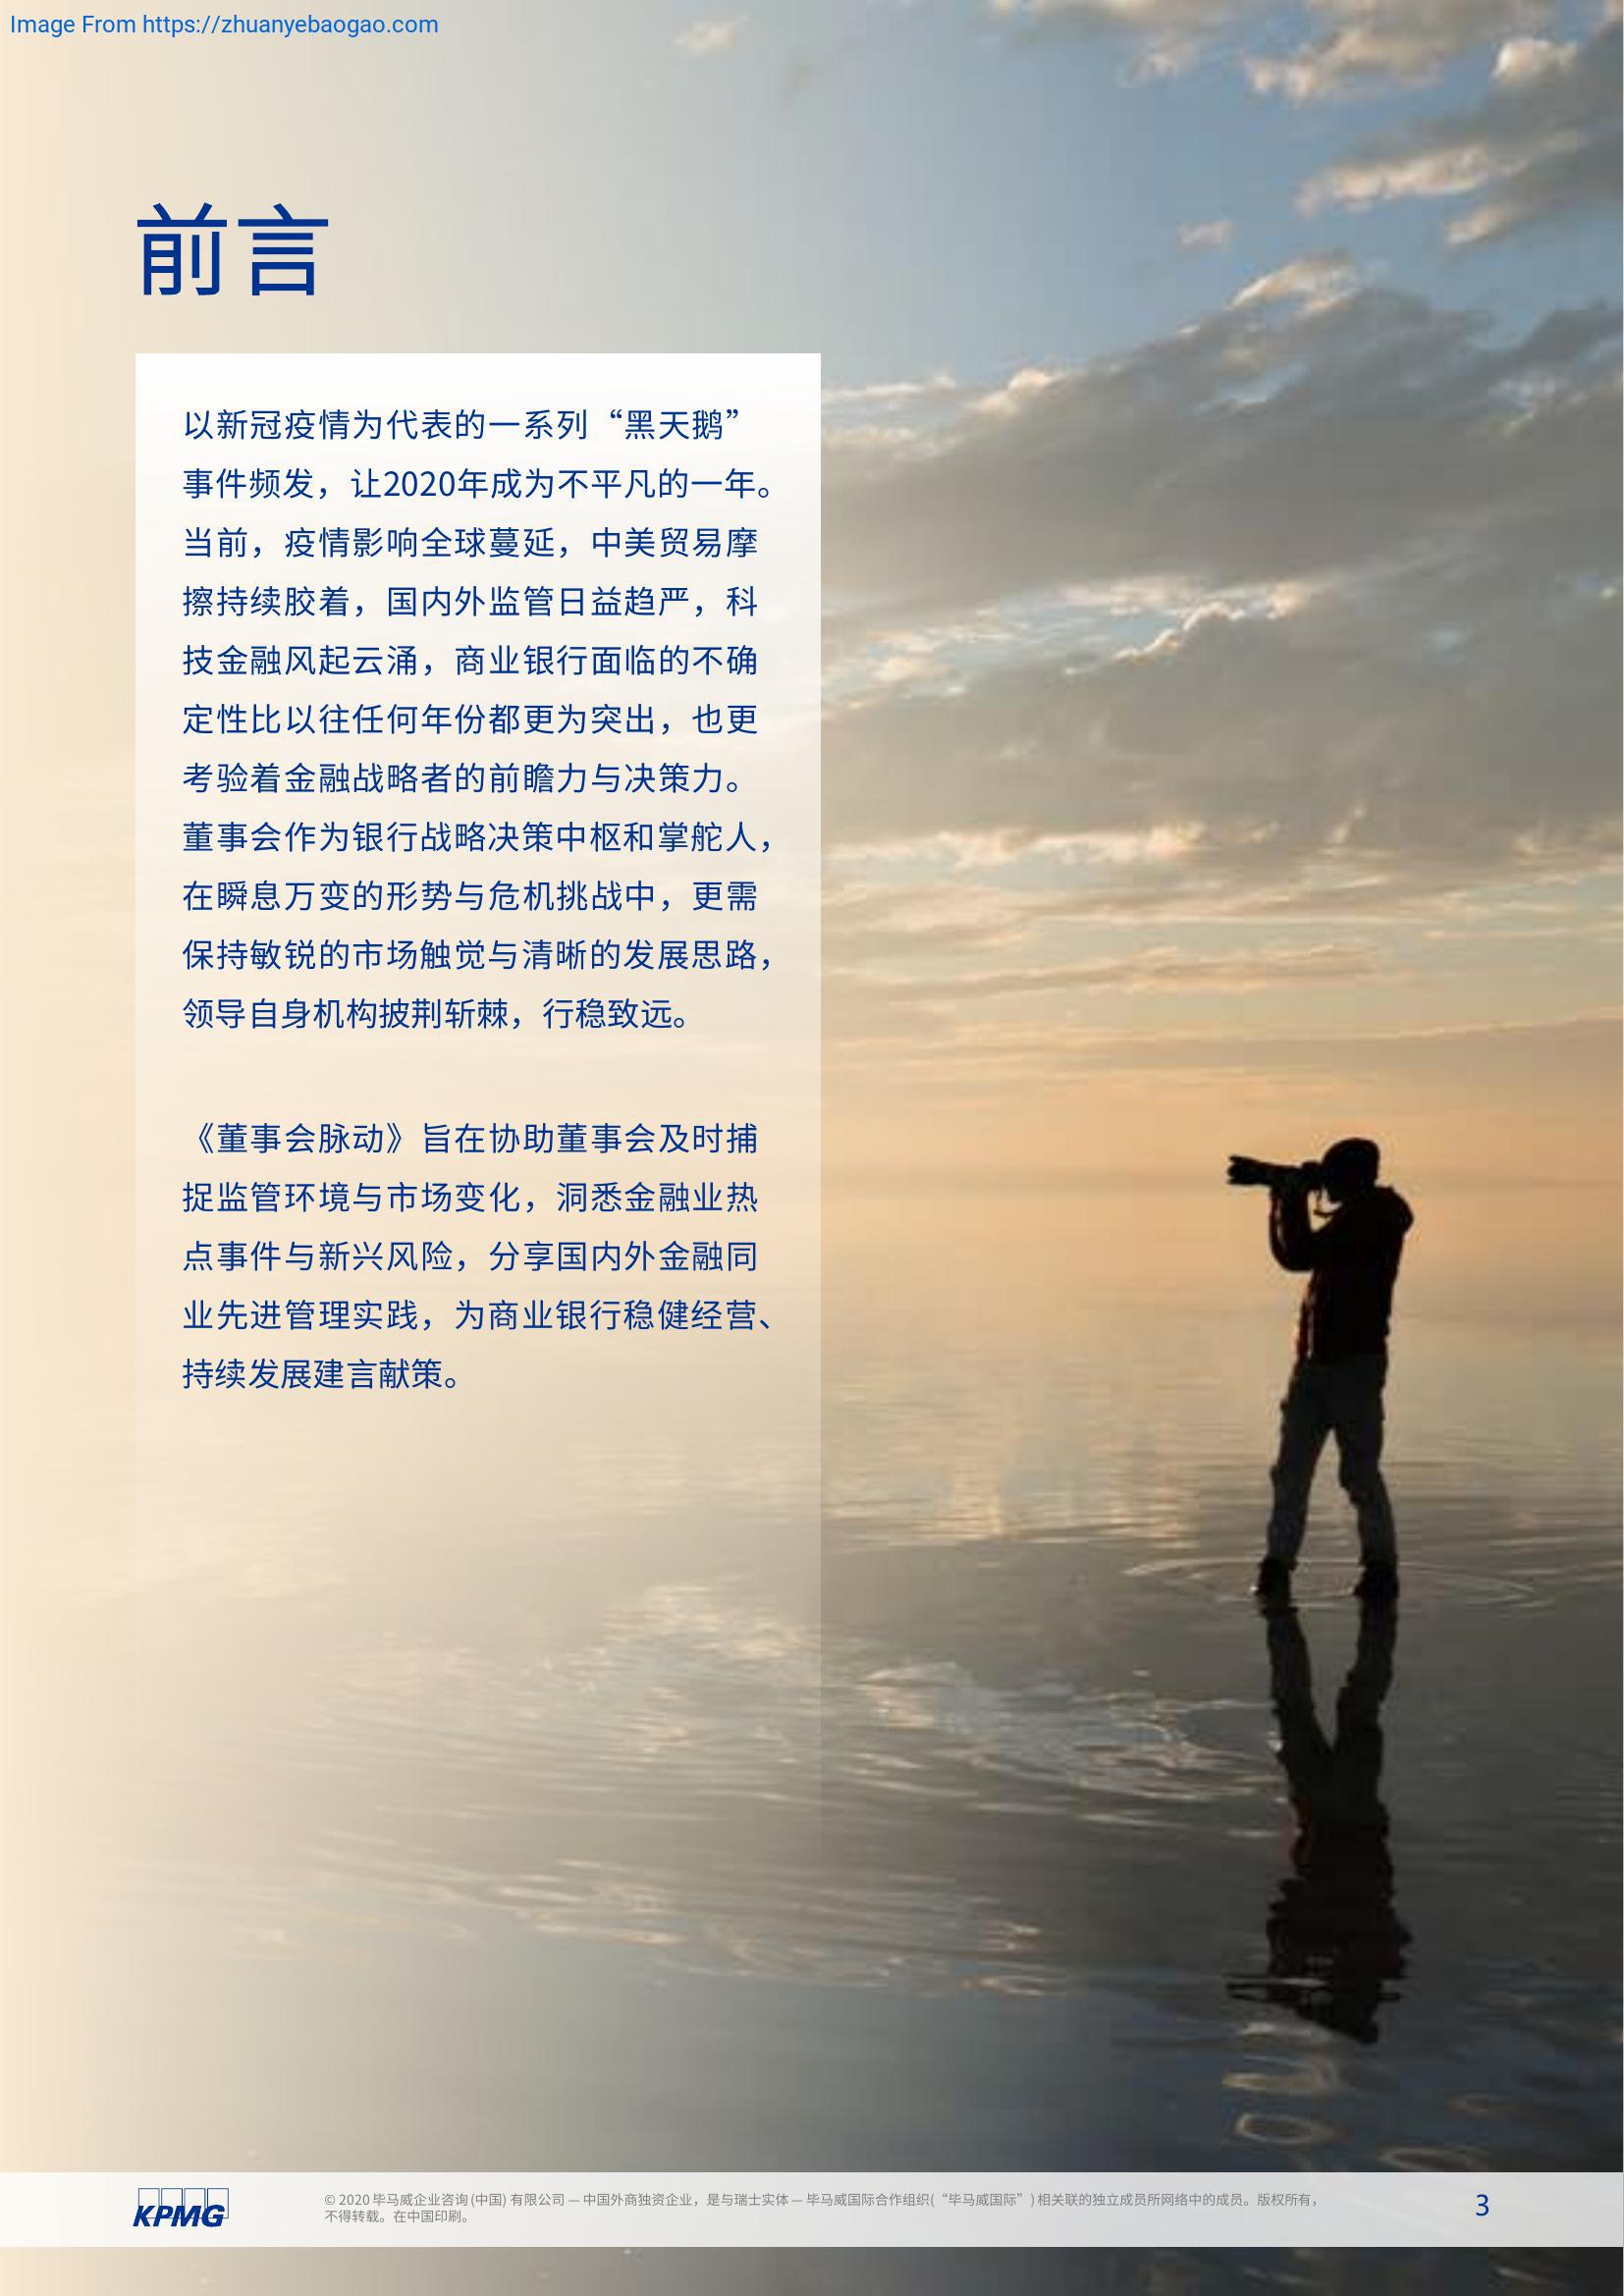 Image From https://zhuanyebaogao.com
前言
以新冠疫情为代表的一系列“黑天鹅”
事件频发，让2020年成为不平凡的一年。
当前，疫情影响全球蔓延，中美贸易摩
擦持续胶着，国内外监管日益趋严，科
技金融风起云涌，商业银行面临的不确
定性比以往任何年份都更为突出，也更
考验着金融战略者的前瞻力与决策力。
董事会作为银行战略决策中枢和掌舵人，
在瞬息万变的形势与危机挑战中，更需
保持敏锐的市场触觉与清晰的发展思路，
领导自身机构披荆斩棘，行稳致远。
《董事会脉动》旨在协助董事会及时捕
捉监管环境与市场变化，洞悉金融业热
点事件与新兴风险，分享国内外金融同
业先进管理实践，为商业银行稳健经营、
持续发展建言献策。
KPMG
© 2020 毕马威企业咨询(中国) 有限公司 — 中国外商独资企业，是与瑞士实体 — 毕马威国际合作组织(“毕马威国际”)相关联的独立成员所网络中的成员。版权所有，
不得转载。在中国印刷。
3